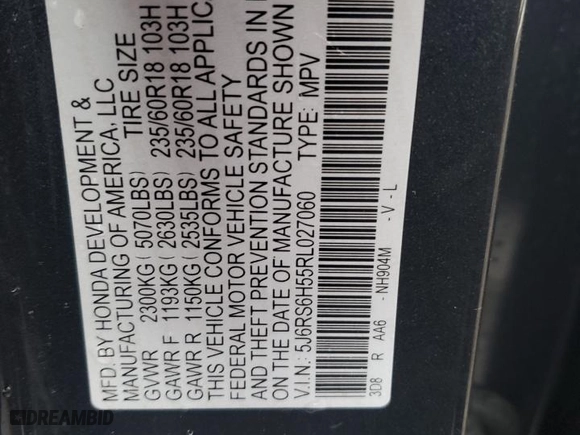 MFD. BY HONDA DEVELOPMENT &
MANUFACTURING OF AMERICA, LLC
TIRE SIZE
GVWR 2300KG ( 5070LBS)
GAWR F 1193KG ( 2630LBS) 235/60R18 103H
GAWR R 1150KG ( 2535LBS) 235/60R18 103H
THIS VEHICLE CONFORMS TO ALL APPLIC
FEDERAL MOTOR VEHICLE SAFETY
AND THEFT PREVENTION STANDARDS IN
ON THE DATE OF MANUFACTURE SHOWN
V.I.N.: 5J6RS6H55RL027060 TYPE: MPV
3D8 R AA6 - NH904M - V - L
DREAMBID